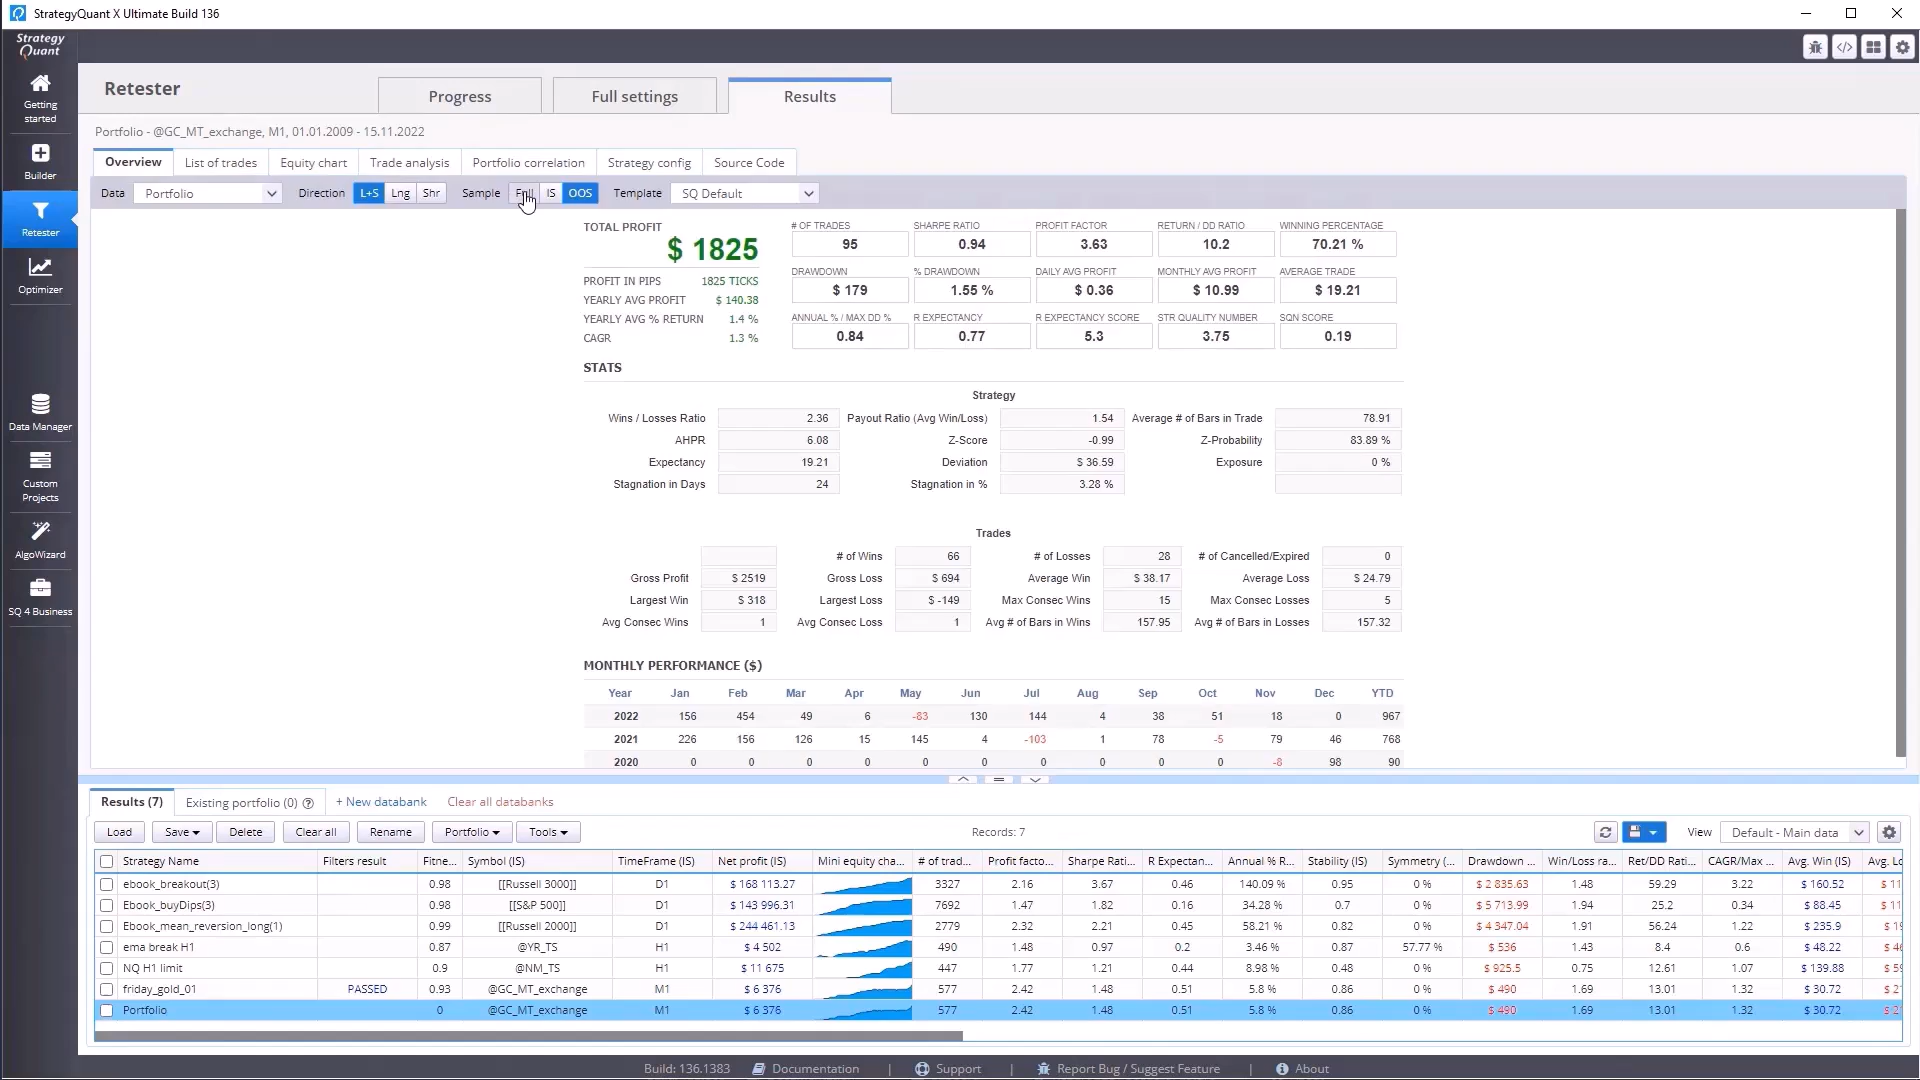 StrategyQuant X Ultimate Build 136
Strategy
Quant
Getting
started
Builder
Retester
Optimizer
Data Manager
Custom
Projects
AlgoWizard
SQ 4 Business
Retester
Progress
Full settings
Results
Portfolio - @GC_MT_exchange, M1, 01.01.2009 - 15.11.2022
Overview
List of trades
Equity chart
Trade analysis
Portfolio correlation
Strategy config
Source Code
Data Portfolio Direction L+S Lng Shr Sample Full IS OOS Template SQ Default
TOTAL PROFIT
$ 1825
PROFIT IN PIPS 1825 TICKS
YEARLY AVG PROFIT $ 140.38
YEARLY AVG % RETURN 1.4 %
CAGR 1.3 %
# OF TRADES SHARPE RATIO PROFIT FACTOR RETURN / DD RATIO WINNING PERCENTAGE
95 0.94 3.63 10.2 70.21 %
DRAWDOWN % DRAWDOWN DAILY AVG PROFIT MONTHLY AVG PROFIT AVERAGE TRADE
$ 179 1.55 % $ 0.36 $ 10.99 $ 19.21
ANNUAL % / MAX DD % R EXPECTANCY R EXPECTANCY SCORE STR QUALITY NUMBER SQN SCORE
0.84 0.77 5.3 3.75 0.19
STATS
Strategy
Wins / Losses Ratio 2.36 Payout Ratio (Avg Win/Loss) 1.54 Average # of Bars in Trade 78.91
AHPR 6.08 Z-Score -0.99 Z-Probability 83.89 %
Expectancy 19.21 Deviation $ 36.59 Exposure 0 %
Stagnation in Days 24 Stagnation in % 3.28 %
Trades
# of Wins 66 # of Losses 28 # of Cancelled/Expired 0
Gross Profit $ 2519 Gross Loss $ 694 Average Win $ 38.17 Average Loss $ 24.79
Largest Win $ 318 Largest Loss $ -149 Max Consec Wins 15 Max Consec Losses 5
Avg Consec Wins 1 Avg Consec Loss 1 Avg # of Bars in Wins 157.95 Avg # of Bars in Losses 157.32
MONTHLY PERFORMANCE ($)
Year Jan Feb Mar Apr May Jun Jul Aug Sep Oct Nov Dec YTD
2022 156 454 49 6 -83 130 144 4 38 51 18 0 967
2021 226 156 126 15 145 4 -103 1 78 -5 79 46 768
2020 0 0 0 0 0 0 0 0 0 0 -8 98 90
Results (7) Existing portfolio (0) ? + New databank Clear all databanks
Load Save Delete Clear all Rename Portfolio Tools Records: 7 View Default - Main data
Strategy Name Filters result Fitne... Symbol (IS) TimeFrame (IS) Net profit (IS) Mini equity cha... # of trad... Profit facto... Sharpe Rati... R Expectan... Annual % R... Stability (IS) Symmetry (... Drawdown ... Win/Loss ra... Ret/DD Rati... CAGR/Max ... Avg. Win (IS) Avg. Lo
ebook_breakout(3) 0.98 [[Russell 3000]] D1 $ 168 113.27 3327 2.16 3.67 0.46 140.09 % 0.95 0 % $ 2 835.63 1.48 59.29 3.22 $ 160.52 $ 11
Ebook_buyDips(3) 0.98 [[S&P 500]] D1 $ 143 996.31 7692 1.47 1.82 0.16 34.28 % 0.7 0 % $ 5 713.99 1.94 25.2 0.34 $ 88.45 $ 11
Ebook_mean_reversion_long(1) 0.99 [[Russell 2000]] D1 $ 244 461.13 2779 2.32 2.21 0.45 58.21 % 0.82 0 % $ 4 347.04 1.91 56.24 1.22 $ 235.9 $ 19
ema break H1 0.87 @YR_TS H1 $ 4 502 490 1.48 0.97 0.2 3.46 % 0.87 57.77 % $ 536 1.43 8.4 0.6 $ 48.22 $ 46
NQ H1 limit 0.9 @NM_TS H1 $ 11 675 447 1.77 1.21 0.44 8.98 % 0.48 0 % $ 925.5 0.75 12.61 1.07 $ 139.88 $ 59
friday_gold_01 PASSED 0.93 @GC_MT_exchange M1 $ 6 376 577 2.42 1.48 0.51 5.8 % 0.86 0 % $ 490 1.69 13.01 1.32 $ 30.72 $ 21
Portfolio 0 @GC_MT_exchange M1 $ 6 376 577 2.42 1.48 0.51 5.8 % 0.86 0 % $ 490 1.69 13.01 1.32 $ 30.72 $ 21
Build: 136.1383 Documentation | Support | Report Bug / Suggest Feature | About